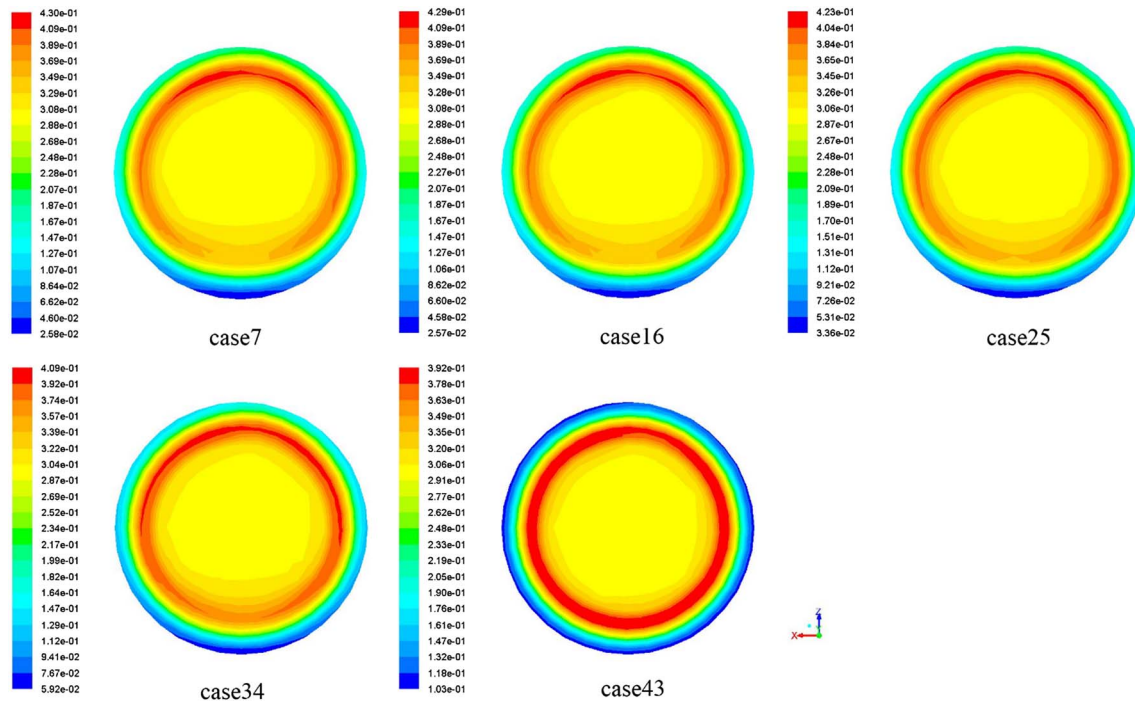 4.30e-01
4.09e-01
3.89e-01
3.69e-01
3.49e-01
3.29e-01
3.08e-01
2.88e-01
2.68e-01
2.48e-01
2.28e-01
2.07e-01
1.87e-01
1.67e-01
1.47e-01
1.27e-01
1.07e-01
8.64e-02
6.62e-02
4.60e-02
2.58e-02
case7
4.29e-01
4.09e-01
3.89e-01
3.69e-01
3.49e-01
3.28e-01
3.08e-01
2.88e-01
2.68e-01
2.48e-01
2.27e-01
2.07e-01
1.87e-01
1.67e-01
1.47e-01
1.27e-01
1.06e-01
8.62e-02
6.60e-02
4.58e-02
2.57e-02
case16
4.23e-01
4.04e-01
3.84e-01
3.65e-01
3.45e-01
3.26e-01
3.06e-01
2.87e-01
2.67e-01
2.48e-01
2.28e-01
2.09e-01
1.89e-01
1.70e-01
1.51e-01
1.31e-01
1.12e-01
9.21e-02
7.26e-02
5.31e-02
3.36e-02
case25
4.09e-01
3.92e-01
3.74e-01
3.57e-01
3.39e-01
3.22e-01
3.04e-01
2.87e-01
2.69e-01
2.52e-01
2.34e-01
2.17e-01
1.99e-01
1.82e-01
1.64e-01
1.47e-01
1.29e-01
1.12e-01
9.41e-02
7.67e-02
5.92e-02
case34
3.92e-01
3.78e-01
3.63e-01
3.49e-01
3.35e-01
3.20e-01
3.06e-01
2.91e-01
2.77e-01
2.62e-01
2.48e-01
2.33e-01
2.19e-01
2.05e-01
1.90e-01
1.76e-01
1.61e-01
1.47e-01
1.32e-01
1.18e-01
1.03e-01
case43
Z
X